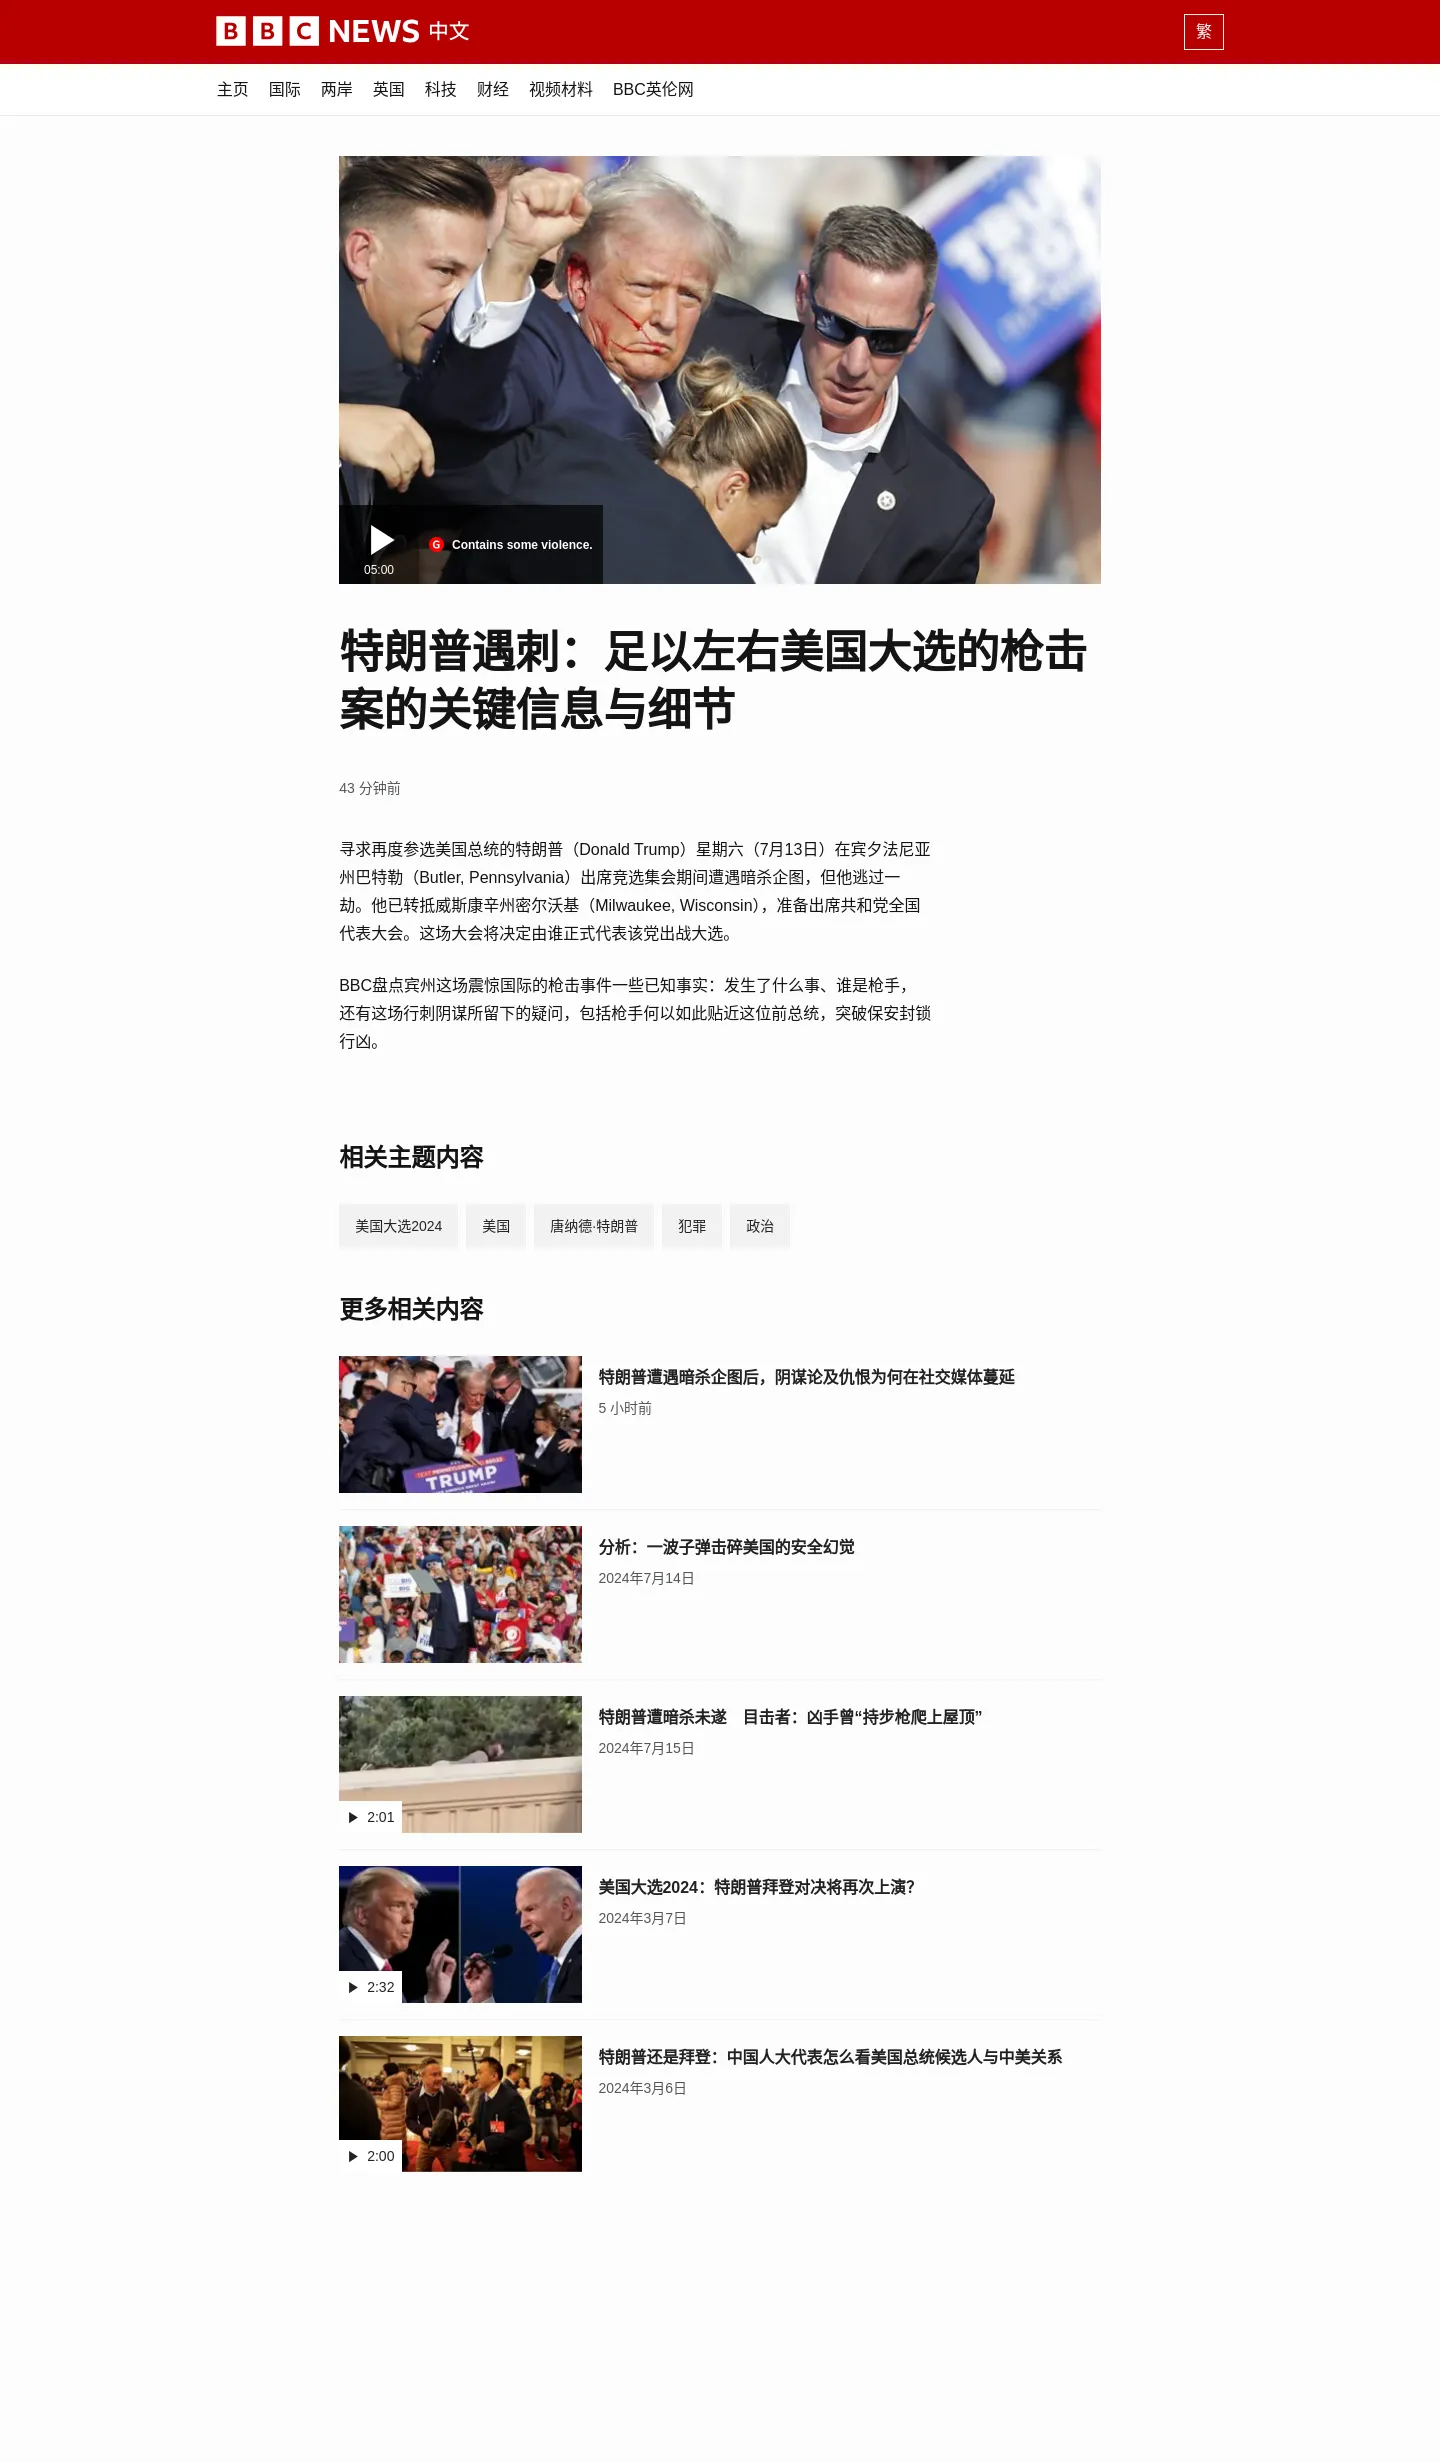 BBC NEWS 中文
繁
主页 国际 两岸 英国 科技 财经 视频材料 BBC英伦网
G Contains some violence.
05:00
特朗普遇刺：足以左右美国大选的枪击
案的关键信息与细节
43 分钟前
寻求再度参选美国总统的特朗普（Donald Trump）星期六（7月13日）在宾夕法尼亚
州巴特勒（Butler, Pennsylvania）出席竞选集会期间遭遇暗杀企图，但他逃过一
劫。他已转抵威斯康辛州密尔沃基（Milwaukee, Wisconsin），准备出席共和党全国
代表大会。这场大会将决定由谁正式代表该党出战大选。
BBC盘点宾州这场震惊国际的枪击事件一些已知事实：发生了什么事、谁是枪手，
还有这场行刺阴谋所留下的疑问，包括枪手何以如此贴近这位前总统，突破保安封锁
行凶。
相关主题内容
美国大选2024 美国 唐纳德·特朗普 犯罪 政治
更多相关内容
TRUMP
特朗普遭遇暗杀企图后，阴谋论及仇恨为何在社交媒体蔓延
5 小时前
分析：一波子弹击碎美国的安全幻觉
2024年7月14日
特朗普遭暗杀未遂　目击者：凶手曾“持步枪爬上屋顶”
2024年7月15日
2:01
美国大选2024：特朗普拜登对决将再次上演？
2024年3月7日
2:32
特朗普还是拜登：中国人大代表怎么看美国总统候选人与中美关系
2024年3月6日
2:00